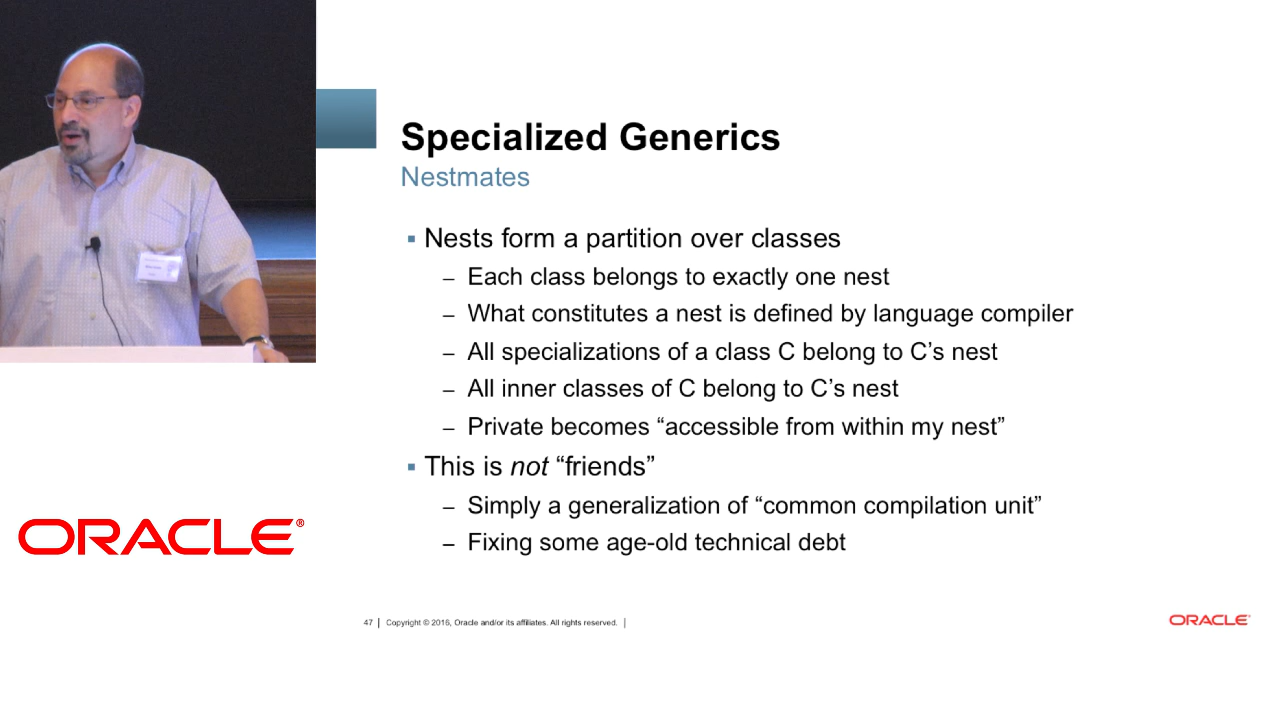 Specialized Generics
Nestmates
▪ Nests form a partition over classes
– Each class belongs to exactly one nest
– What constitutes a nest is defined by language compiler
– All specializations of a class C belong to C’s nest
– All inner classes of C belong to C’s nest
– Private becomes “accessible from within my nest”
▪ This is not “friends”
– Simply a generalization of “common compilation unit”
– Fixing some age-old technical debt
ORACLE®
47 | Copyright © 2016, Oracle and/or its affiliates. All rights reserved. |
ORACLE®